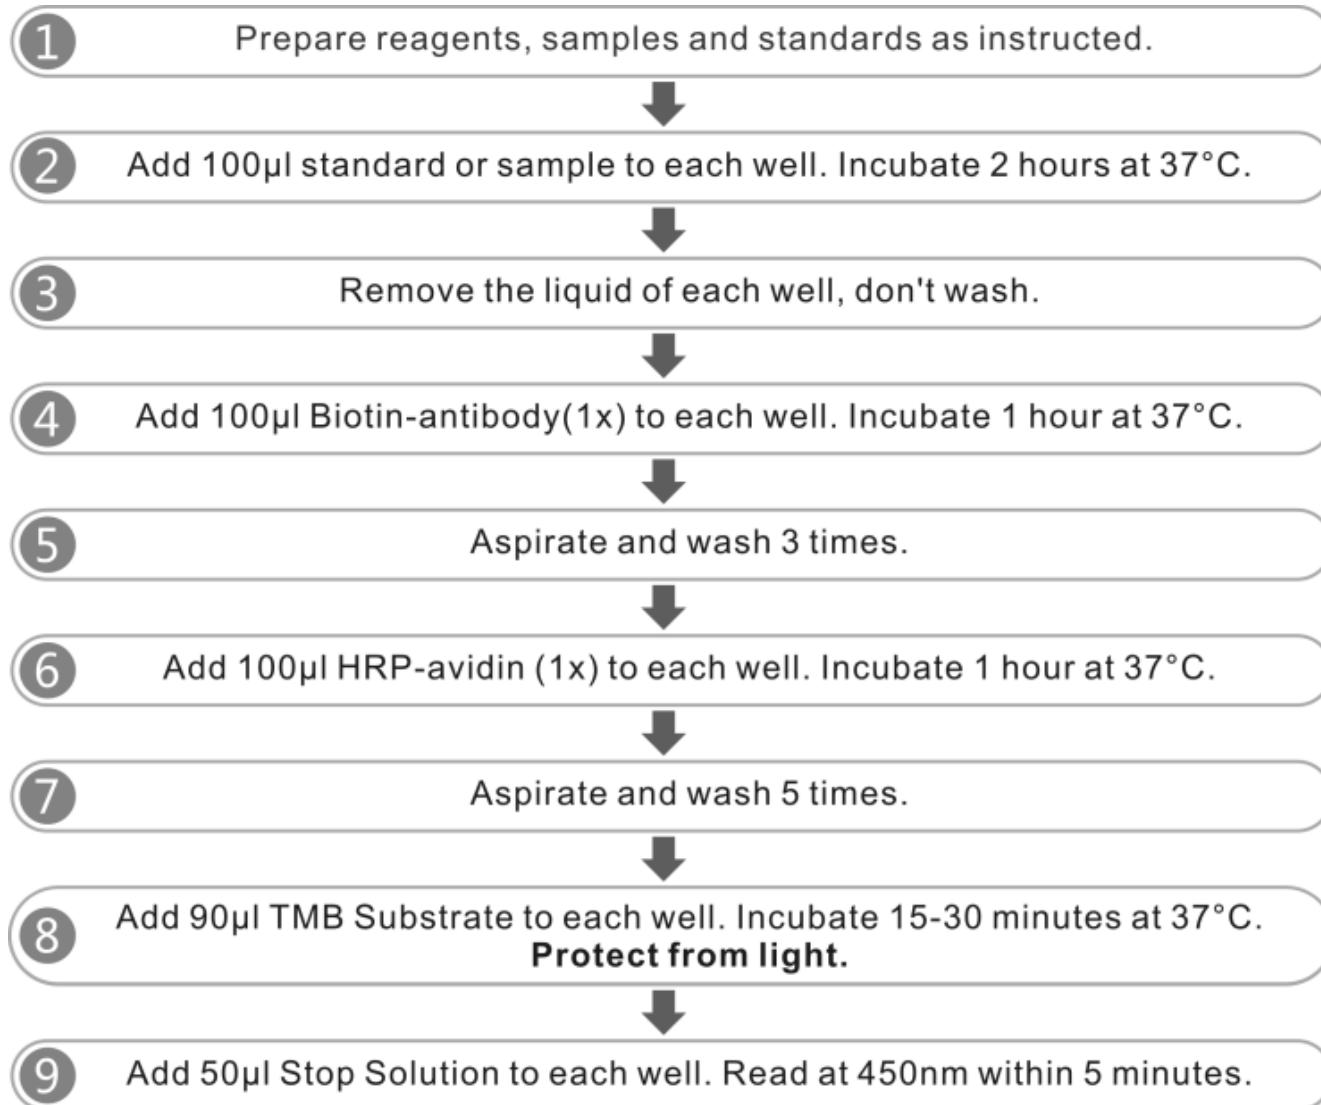 1 Prepare reagents, samples and standards as instructed.
2 Add 100µl standard or sample to each well. Incubate 2 hours at 37°C.
3 Remove the liquid of each well, don't wash.
4 Add 100µl Biotin-antibody(1x) to each well. Incubate 1 hour at 37°C.
5 Aspirate and wash 3 times.
6 Add 100µl HRP-avidin (1x) to each well. Incubate 1 hour at 37°C.
7 Aspirate and wash 5 times.
8 Add 90µl TMB Substrate to each well. Incubate 15-30 minutes at 37°C.
Protect from light.
9 Add 50µl Stop Solution to each well. Read at 450nm within 5 minutes.